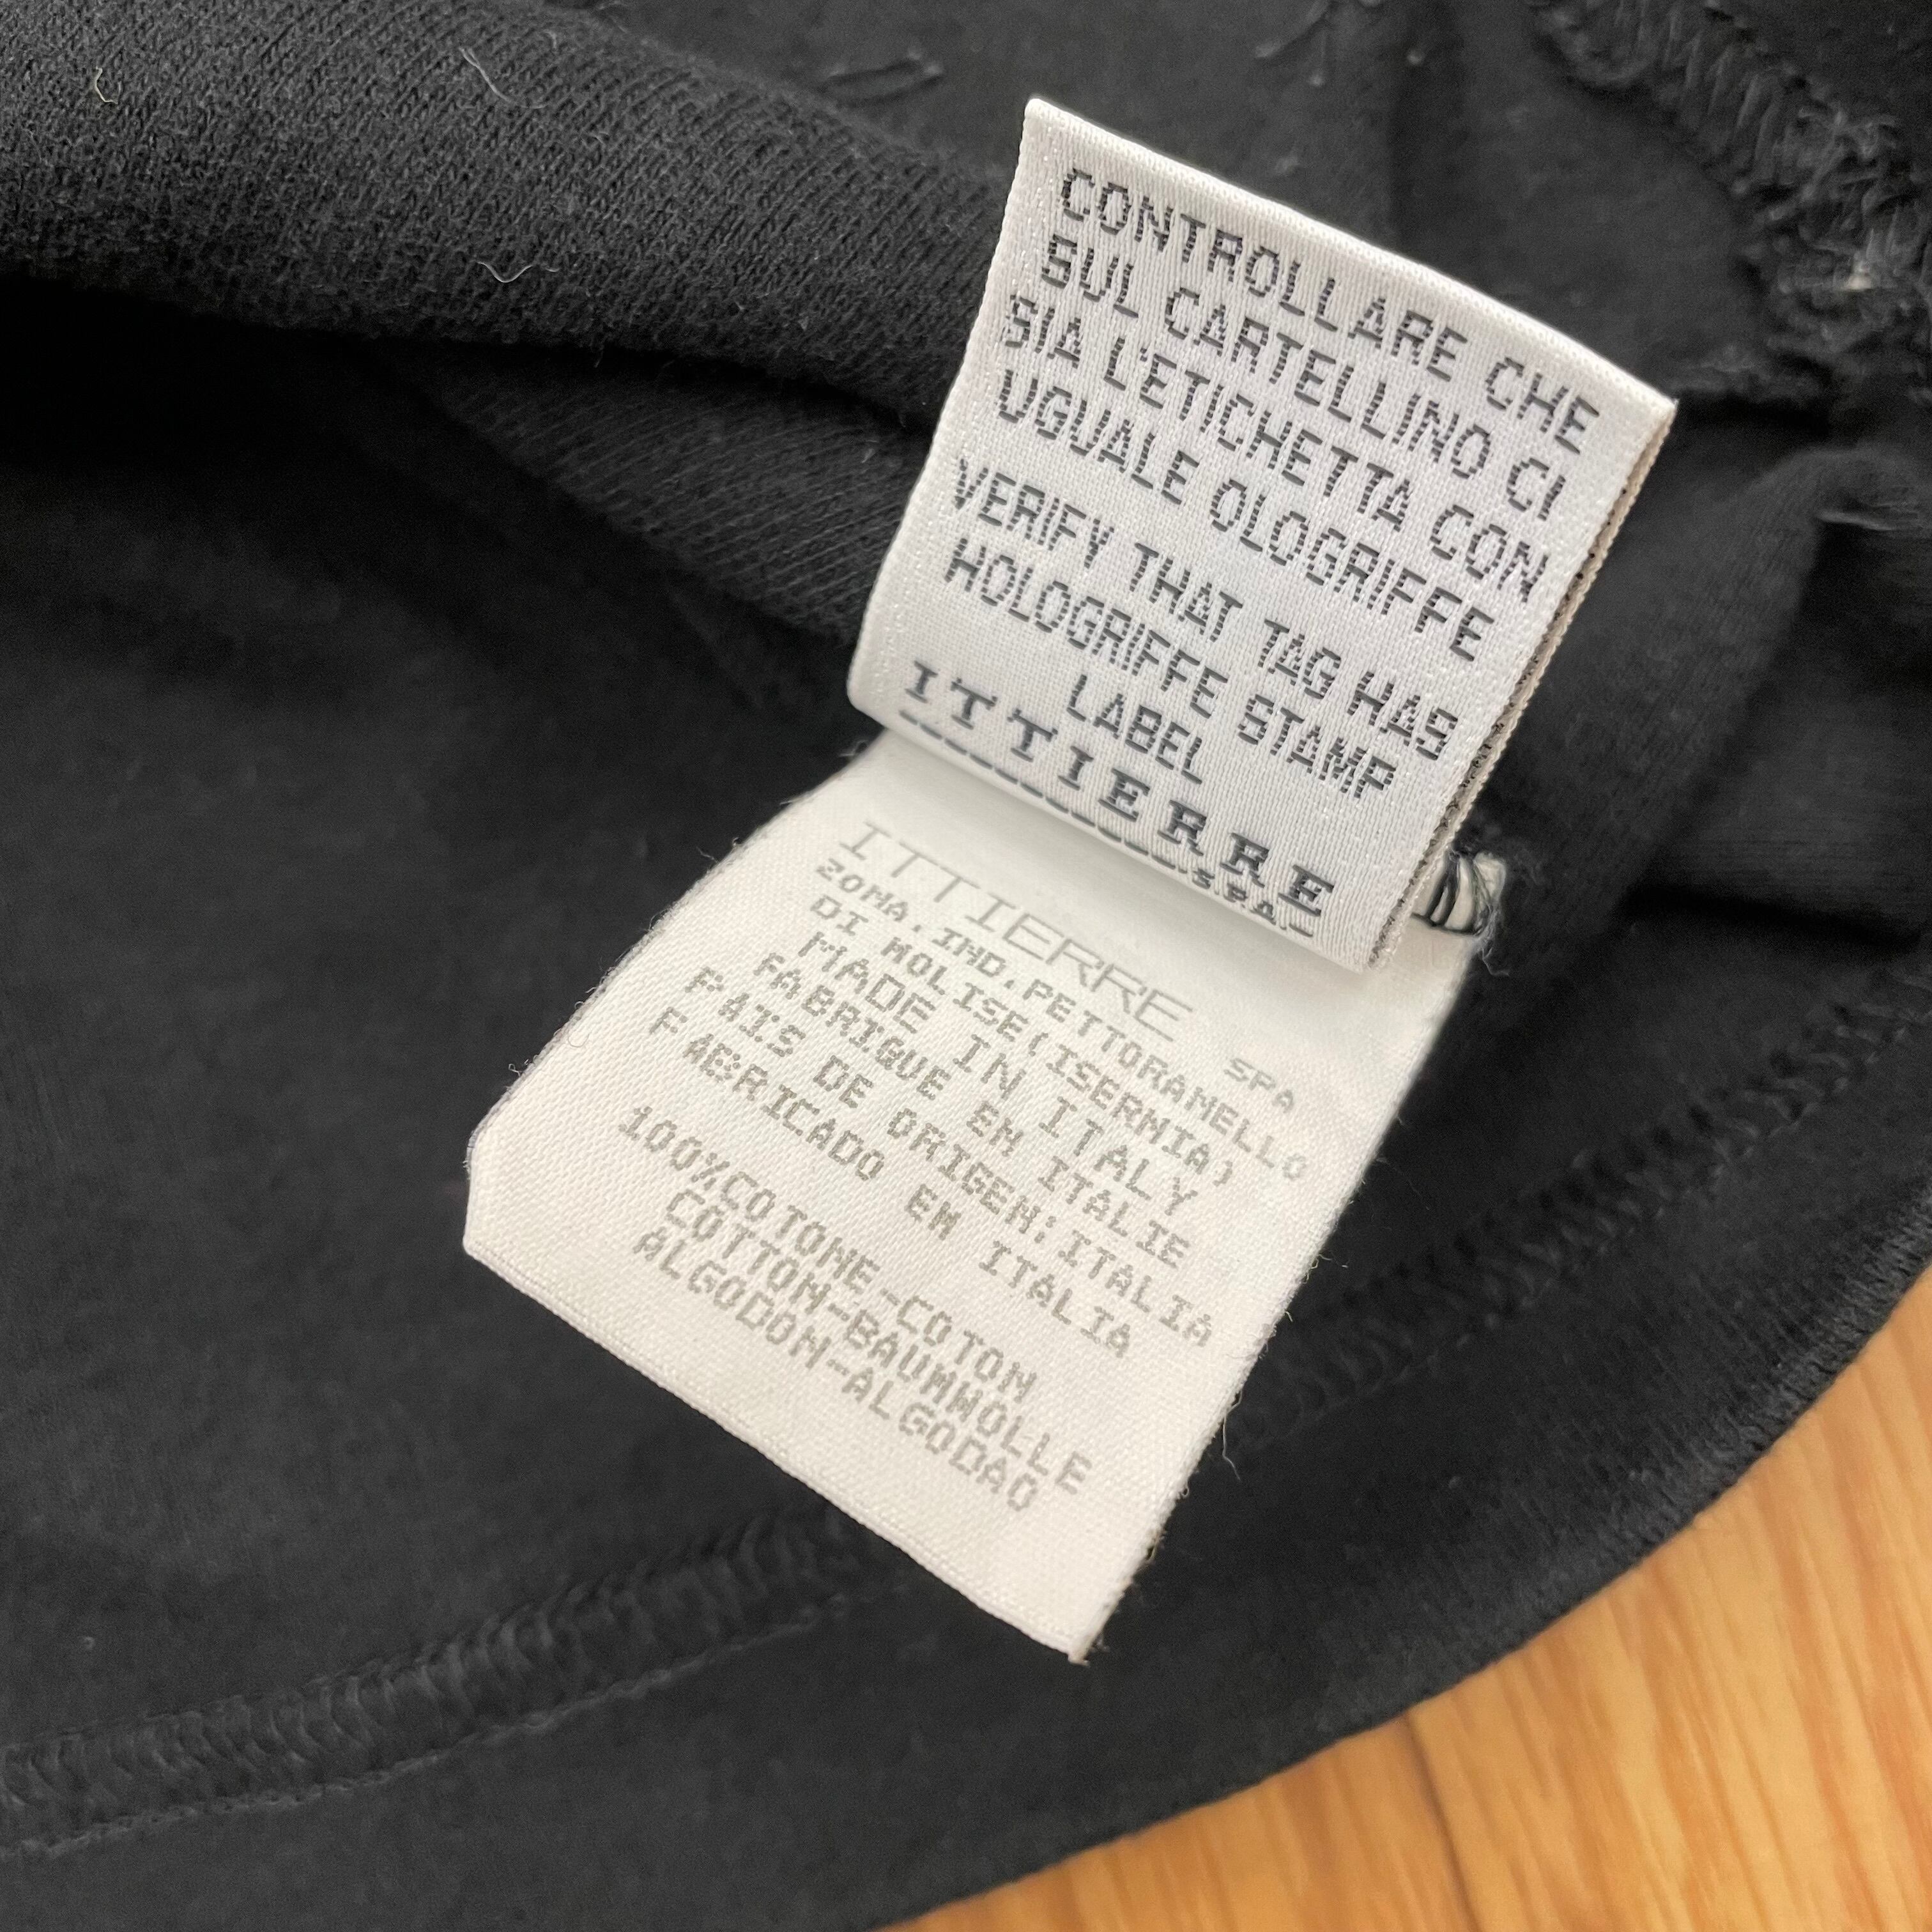 CONTROLLARE CHE
SUL CARTELLINO CI
SIA L'ETICHETTA CON
UGUALE OLOGRIFFE
VERIFY THAT TAG HAS
HOLOGRIFFE STAMP
LABEL
ITTIERRE
S.P.A.
ITTIERRE SPA
ZONA.IND.PETTORANELLO
DI MOLISE(ISERNIA)
MADE IN ITALY
FABRIQUE EN ITALIE
PAIS DE ORIGEN:ITALIA
FABRICADO EM ITALIA
100%COTONE-COTON
COTTON-BAUMWOLLE
ALGODON-ALGODAO